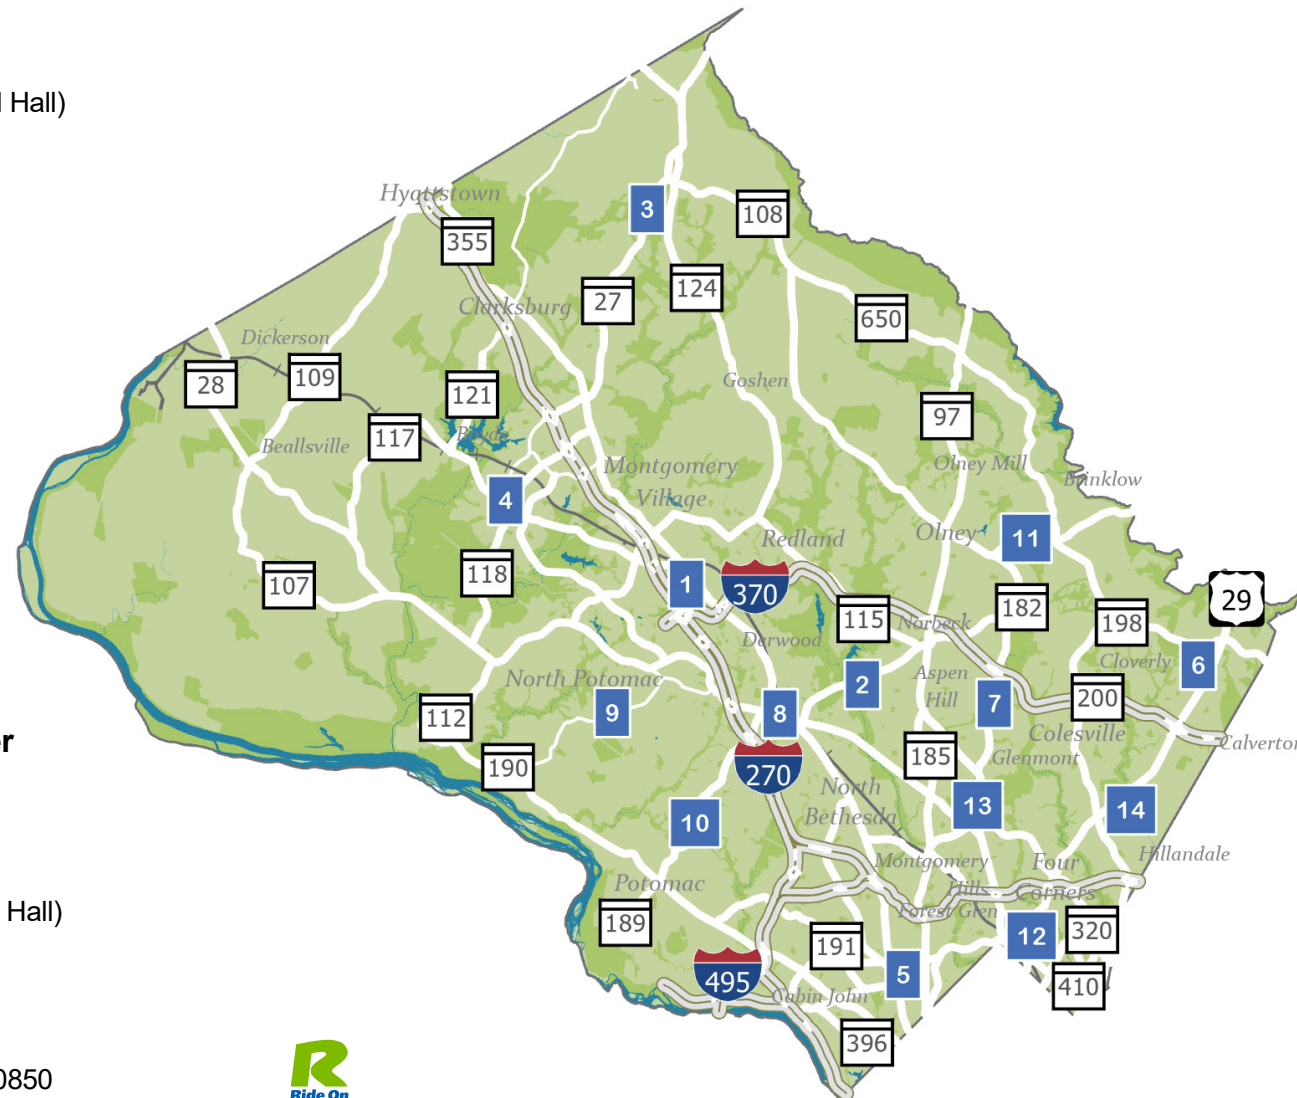 l Hall)
Hyattstown
3
108
355
Clarksburg
27
124
650
Dickerson
28
109
121
Goshen
97
117
Beallsville
Boyds
Montgomery
Village
Olney Mill
Brinklow
4
Olney
11
Redland
1
370
118
107
115
Norbeck
182
198
29
Derwood
Cloverly
6
North Potomac
2
Aspen
Hill
7
200
9
8
112
Colesville
Calverton
er
190
270
185
Glenmont
North
Bethesda
10
13
14
Montgomery
Hills
Four
Corners
Hillandale
Potomac
Forest Glen
Hall)
189
191
12
320
5
495
410
Cabin John
396
0850
Ride On